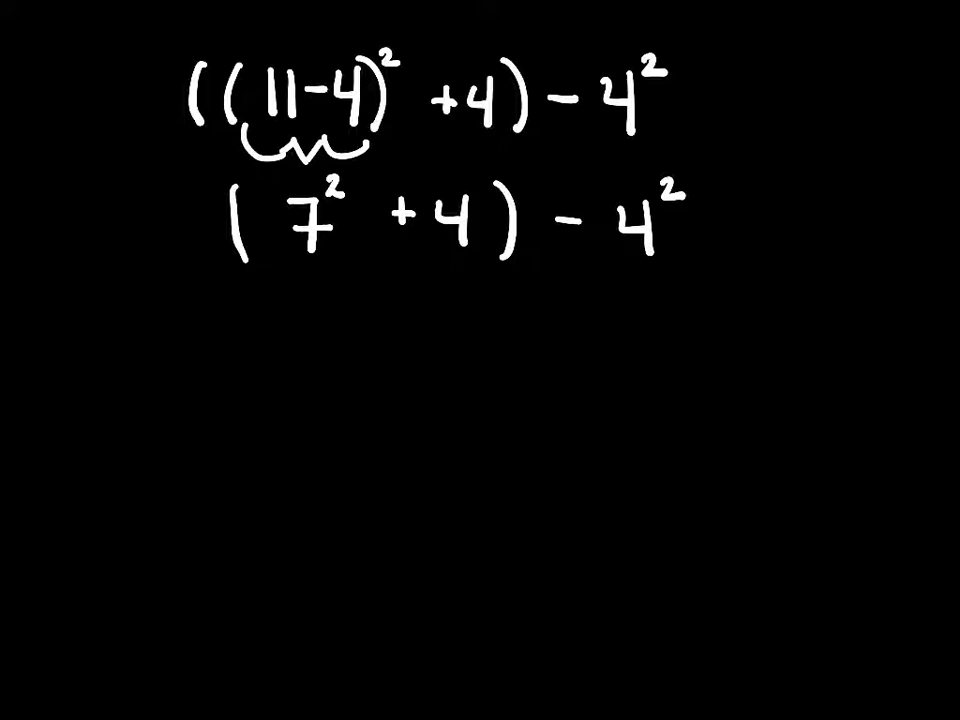 ((11-4)² +4) - 4²
(7² +4) - 4²